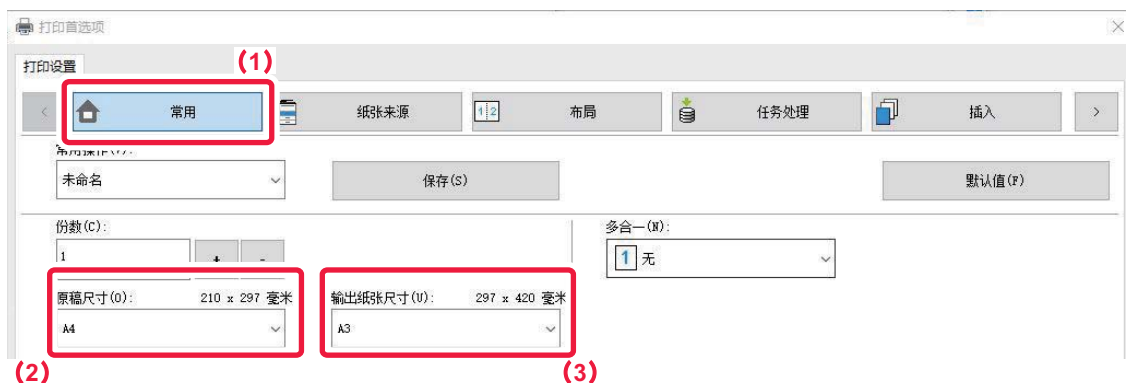 打印首选项
打印设置
(1)
< 常用 纸张来源 1 2 布局 任务处理 插入 >
未命名 保存(S) 默认值(F)
份数(C): 多合一(N):
1 + - 1 无
原稿尺寸(O): 210 x 297 毫米 输出纸张尺寸(U): 297 x 420 毫米
A4 A3
(2) (3)